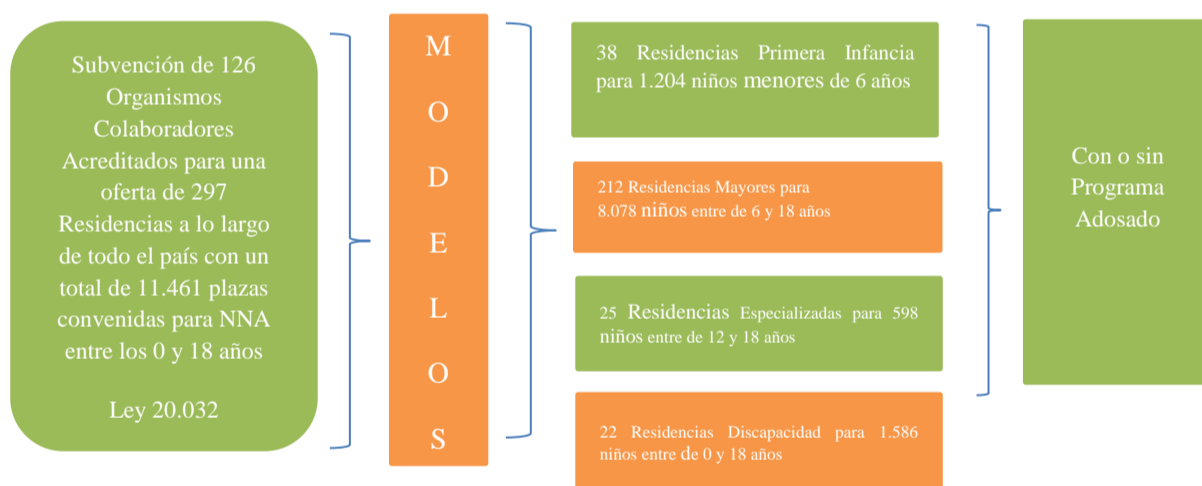 Subvención de 126
Organismos
Colaboradores
Acreditados para una
oferta de 297
Residencias a lo largo
de todo el país con un
total de 11.461 plazas
convenidas para NNA
entre los 0 y 18 años
Ley 20.032
M
O
D
E
L
O
S
38 Residencias Primera Infancia
para 1.204 niños menores de 6 años
212 Residencias Mayores para
8.078 niños entre de 6 y 18 años
25 Residencias Especializadas para 598
niños entre de 12 y 18 años
22 Residencias Discapacidad para 1.586
niños entre de 0 y 18 años
Con o sin
Programa
Adosado